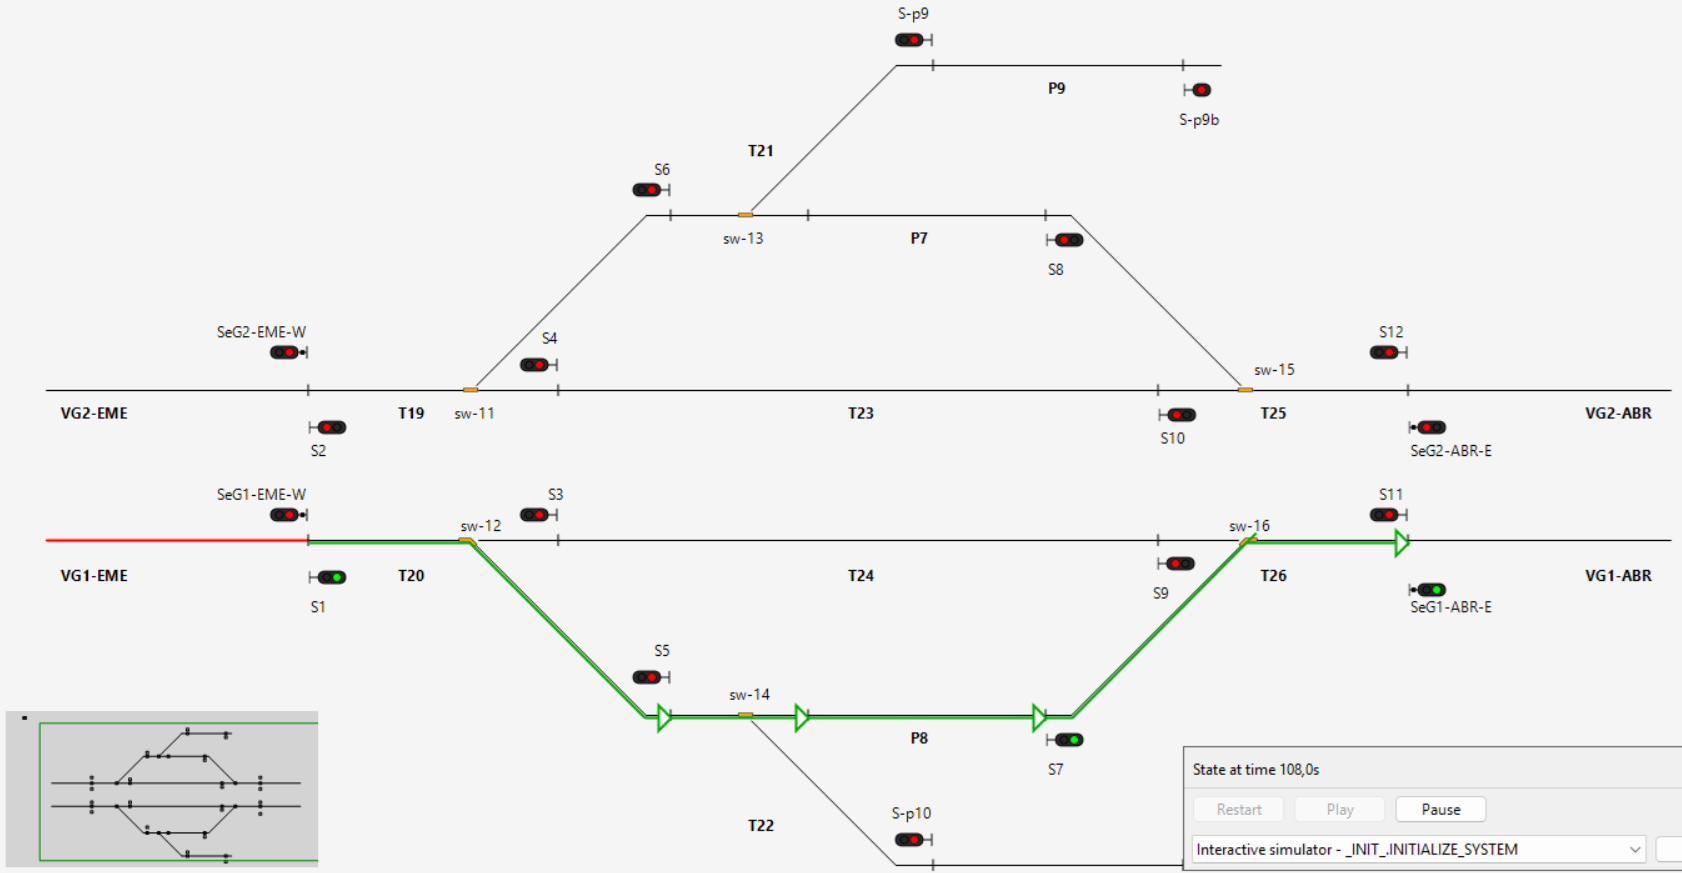 S-p9
P9
S-p9b
T21
S6
sw-13
P7
S8
SeG2-EME-W
S4
S12
sw-15
VG2-EME
T19
sw-11
T23
T25
VG2-ABR
S2
S10
SeG2-ABR-E
SeG1-EME-W
S3
S11
sw-12
sw-16
VG1-EME
T20
T24
T26
VG1-ABR
S1
S9
SeG1-ABR-E
S5
sw-14
P8
S7
State at time 108,0s
Restart
Play
Pause
S-p10
T22
Interactive simulator - _INIT_.INITIALIZE_SYSTEM